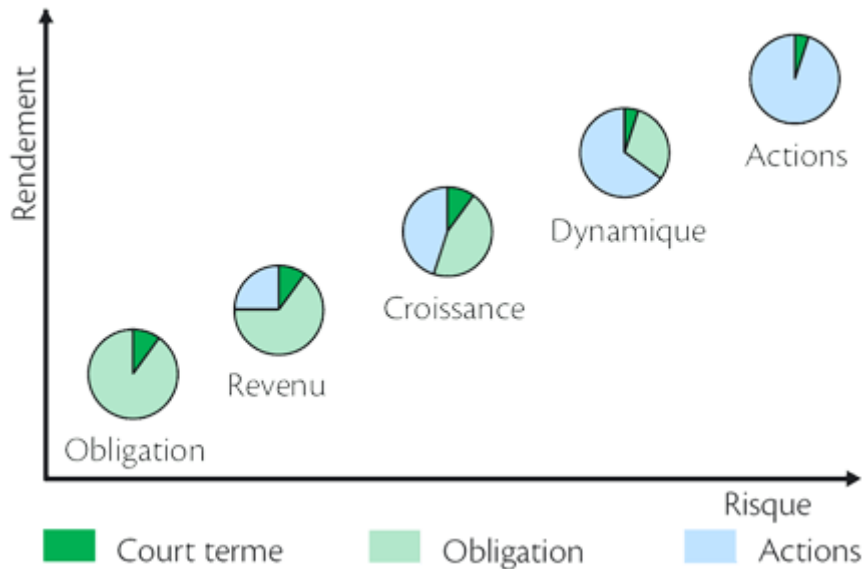 Rendement
Actions
Dynamique
Croissance
Revenu
Obligation
Risque
Court terme
Obligation
Actions